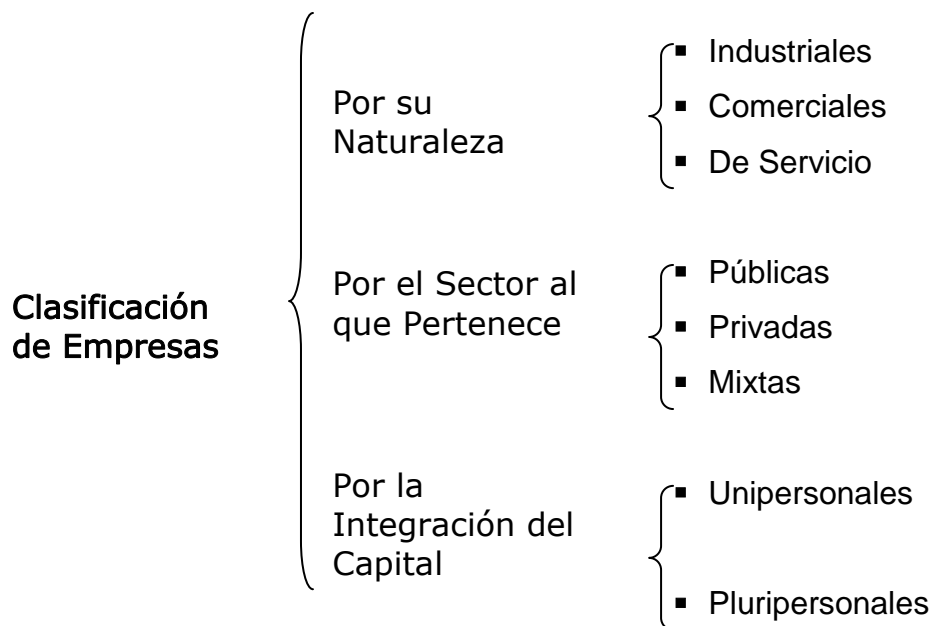 Clasificación
de Empresas
Por su
Naturaleza
▪ Industriales
▪ Comerciales
▪ De Servicio
Por el Sector al
que Pertenece
▪ Públicas
▪ Privadas
▪ Mixtas
Por la
Integración del
Capital
▪ Unipersonales
▪ Pluripersonales